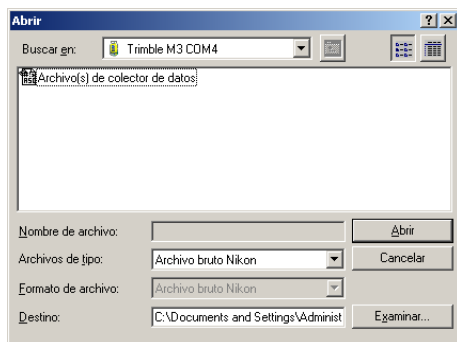 Abrir
Buscar en: Trimble M3 COM4
Archivo(s) de colector de datos
Nombre de archivo: Abrir
Archivos de tipo: Archivo bruto Nikon Cancelar
Formato de archivo: Archivo bruto Nikon
Destino: C:\Documents and Settings\Administ Examinar...